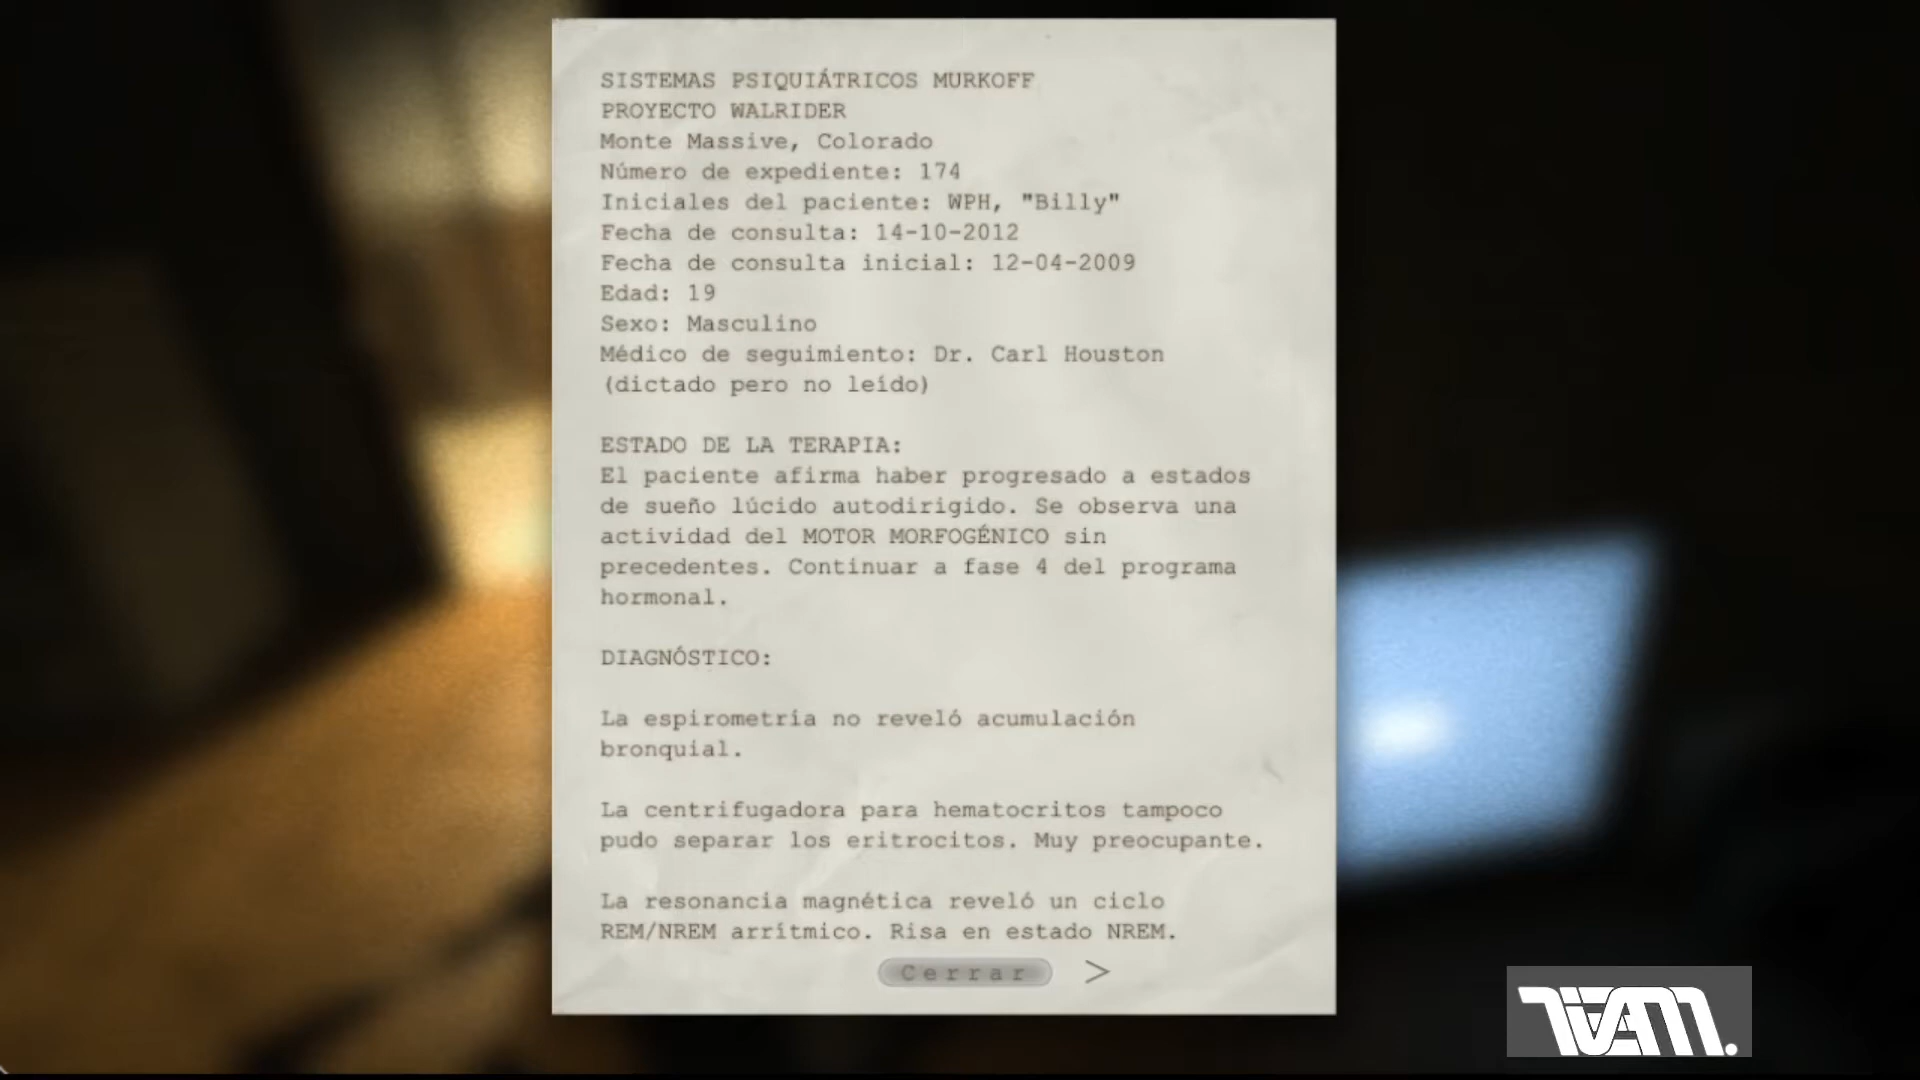 SISTEMAS PSIQUIÁTRICOS MURKOFF
PROYECTO WALRIDER
Monte Massive, Colorado
Número de expediente: 174
Iniciales del paciente: WPH, "Billy"
Fecha de consulta: 14-10-2012
Fecha de consulta inicial: 12-04-2009
Edad: 19
Sexo: Masculino
Médico de seguimiento: Dr. Carl Houston
(dictado pero no leído)
ESTADO DE LA TERAPIA:
El paciente afirma haber progresado a estados
de sueño lúcido autodirigido. Se observa una
actividad del MOTOR MORFOGÉNICO sin
precedentes. Continuar a fase 4 del programa
hormonal.
DIAGNÓSTICO:
La espirometría no reveló acumulación
bronquial.
La centrifugadora para hematocritos tampoco
pudo separar los eritrocitos. Muy preocupante.
La resonancia magnética reveló un ciclo
REM/NREM arrítmico. Risa en estado NREM.
Cerrar >